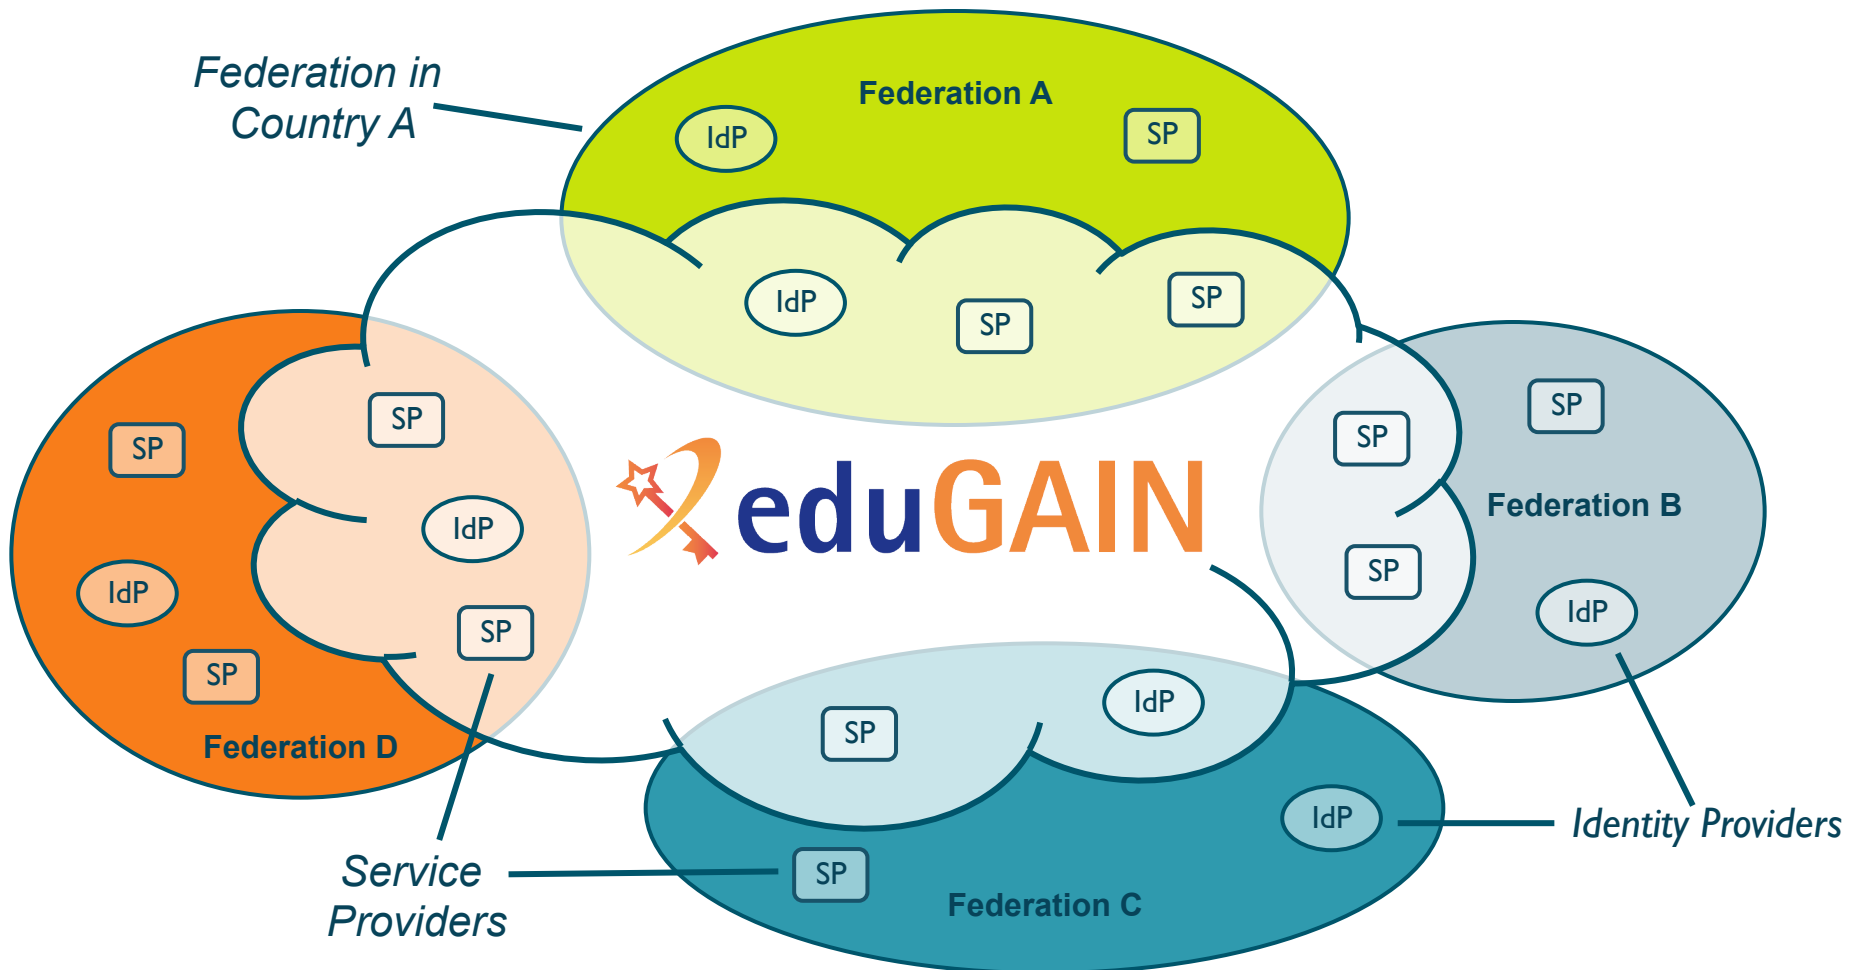 Federation in
Country A
Federation A
IdP
SP
IdP
SP
SP
SP
SP
IdP
SP
IdP
SP
SP
Federation D
eduGAIN
SP
SP
Federation B
SP
IdP
SP
IdP
IdP
SP
Federation C
Identity Providers
Service
Providers